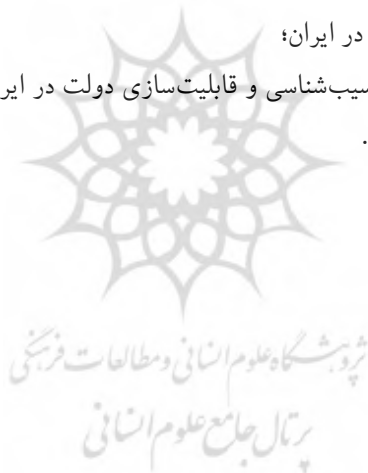 در ایران؛
سیب‌شناسی و قابلیت‌سازی دولت در ایر
.
پژوهشگاه علوم انسانی و مطالعات فرهنگی
پرتال جامع علوم انسانی